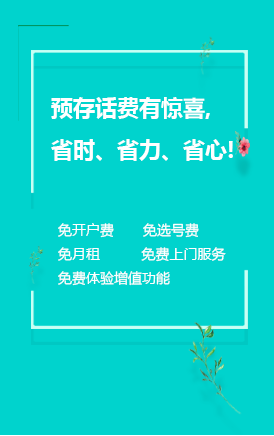 预存话费有惊喜,
省时、省力、省心!
免开户费 免选号费
免月租 免费上门服务
免费体验增值功能